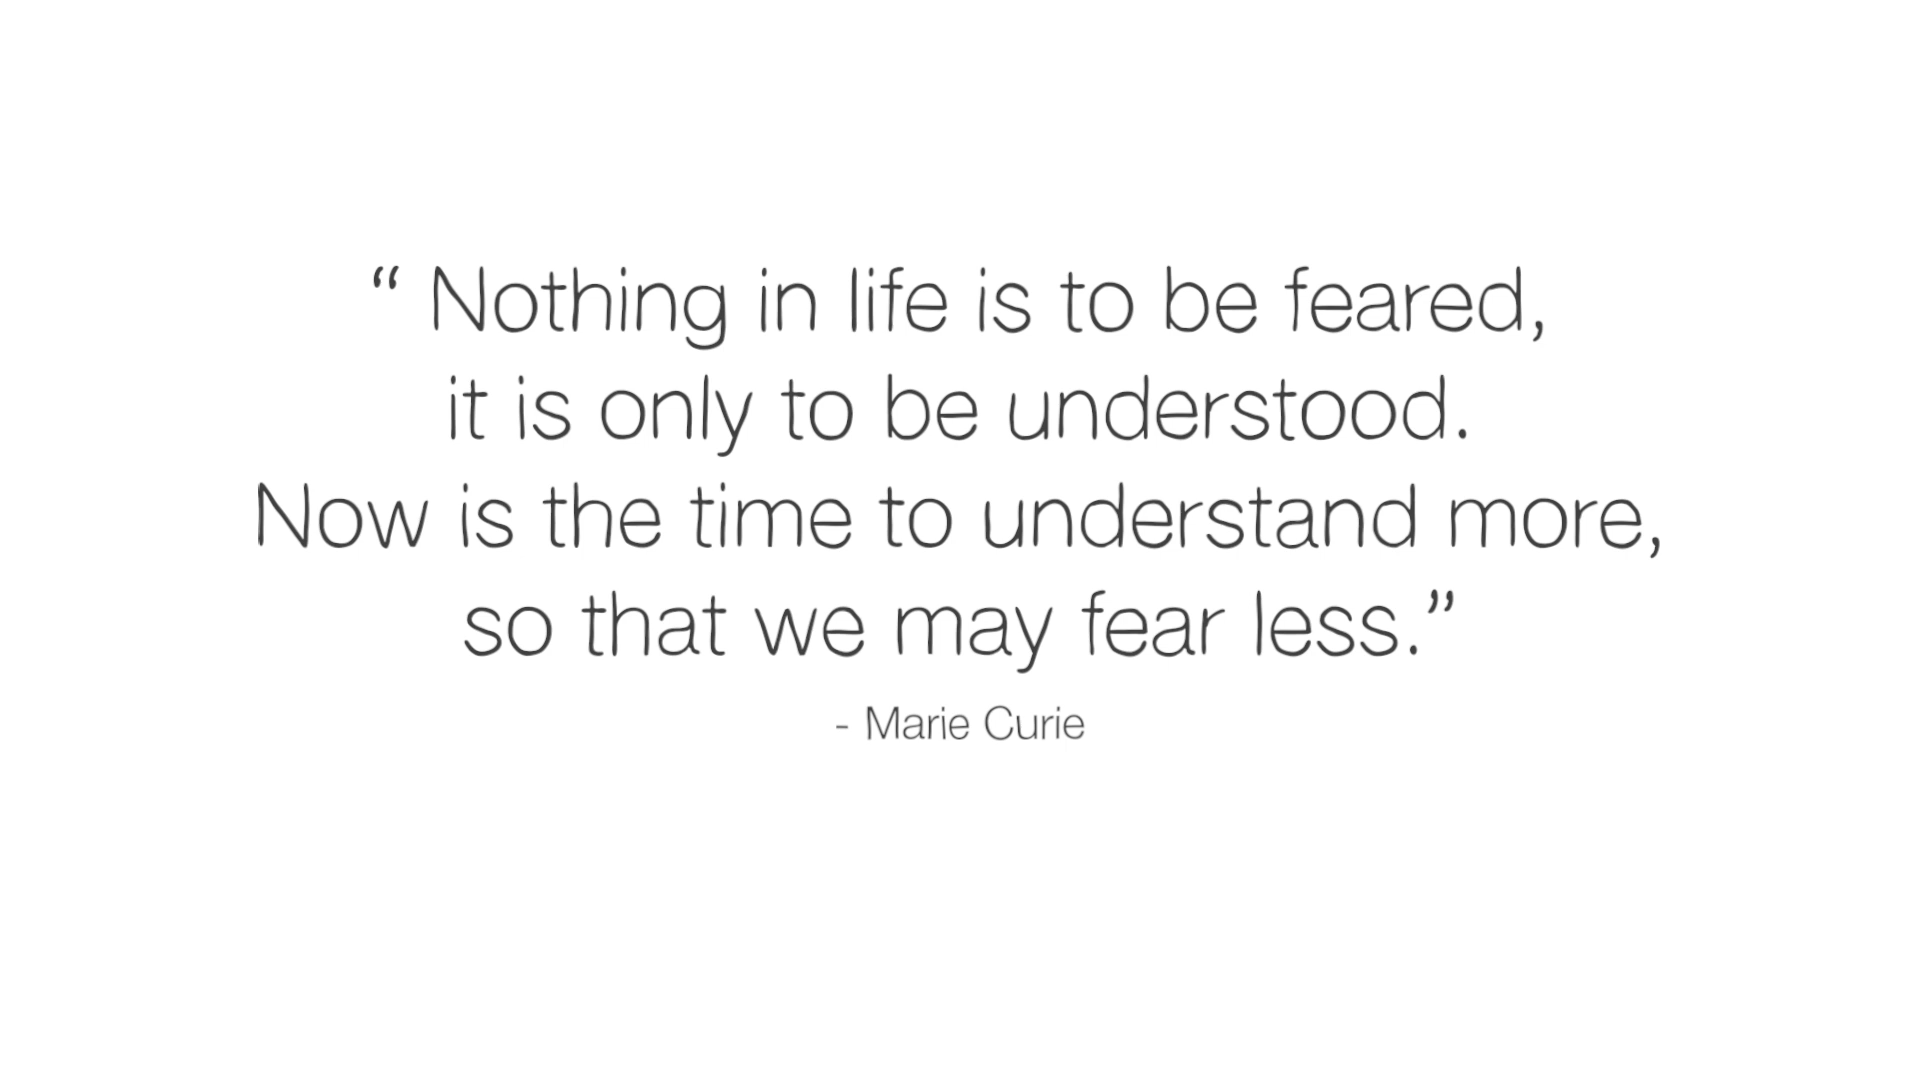 “ Nothing in life is to be feared,
it is only to be understood.
Now is the time to understand more,
so that we may fear less.”
- Marie Curie